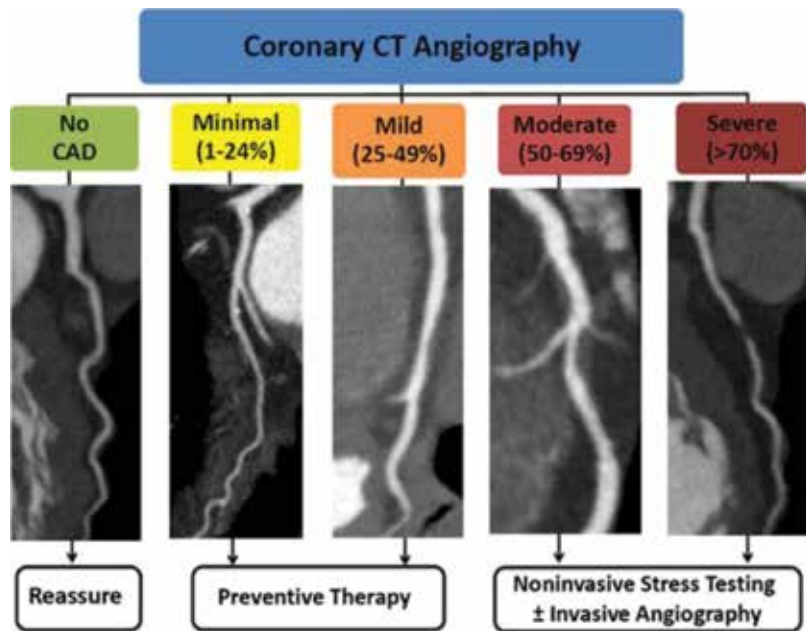 Coronary CT Angiography
No
CAD
Minimal
(1-24%)
Mild
(25-49%)
Moderate
(50-69%)
Severe
(>70%)
Reassure
Preventive Therapy
Noninvasive Stress Testing
± Invasive Angiography